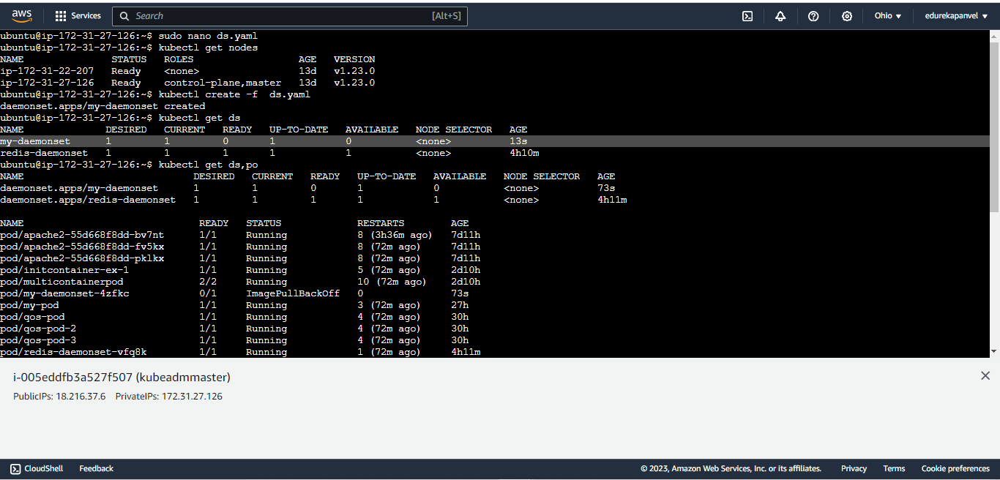 aws Services Search [Alt+S] Ohio edurekapanvel
ubuntu@ip-172-31-27-126:~$ sudo nano ds.yaml
ubuntu@ip-172-31-27-126:~$ kubectl get nodes
NAME STATUS ROLES AGE VERSION
ip-172-31-22-207 Ready <none> 13d v1.23.0
ip-172-31-27-126 Ready control-plane,master 13d v1.23.0
ubuntu@ip-172-31-27-126:~$ kubectl create -f  ds.yaml
daemonset.apps/my-daemonset created
ubuntu@ip-172-31-27-126:~$ kubectl get ds
NAME DESIRED CURRENT READY UP-TO-DATE AVAILABLE NODE SELECTOR AGE
my-daemonset 1 1 0 1 0 <none> 13s
redis-daemonset 1 1 1 1 1 <none> 4h10m
ubuntu@ip-172-31-27-126:~$ kubectl get ds,po
NAME DESIRED CURRENT READY UP-TO-DATE AVAILABLE NODE SELECTOR AGE
daemonset.apps/my-daemonset 1 1 0 1 0 <none> 73s
daemonset.apps/redis-daemonset 1 1 1 1 1 <none> 4h11m
NAME READY STATUS RESTARTS AGE
pod/apache2-55d668f8dd-bv7nt 1/1 Running 8 (3h36m ago) 7d11h
pod/apache2-55d668f8dd-fv5kx 1/1 Running 8 (72m ago) 7d11h
pod/apache2-55d668f8dd-pklkx 1/1 Running 8 (72m ago) 7d11h
pod/initcontainer-ex-1 1/1 Running 5 (72m ago) 2d10h
pod/multicontainerpod 2/2 Running 10 (72m ago) 2d10h
pod/my-daemonset-4zfkc 0/1 ImagePullBackOff 0 73s
pod/my-pod 1/1 Running 3 (72m ago) 27h
pod/qos-pod 1/1 Running 4 (72m ago) 30h
pod/qos-pod-2 1/1 Running 4 (72m ago) 30h
pod/qos-pod-3 1/1 Running 4 (72m ago) 30h
pod/redis-daemonset-vfq8k 1/1 Running 1 (72m ago) 4h11m
i-005eddfb3a527f507 (kubeadmmaster)
PublicIPs: 18.216.37.6 PrivateIPs: 172.31.27.126
CloudShell Feedback © 2023, Amazon Web Services, Inc. or its affiliates. Privacy Terms Cookie preferences